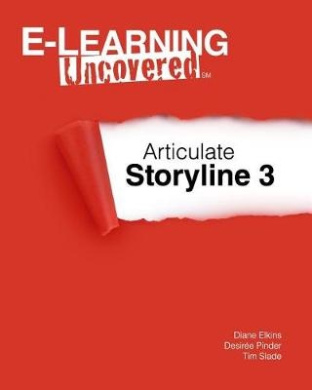 E-LEARNING
Uncovered
SM
Articulate
Storyline 3
Diane Elkins
Desirée Pinder
Tim Slade